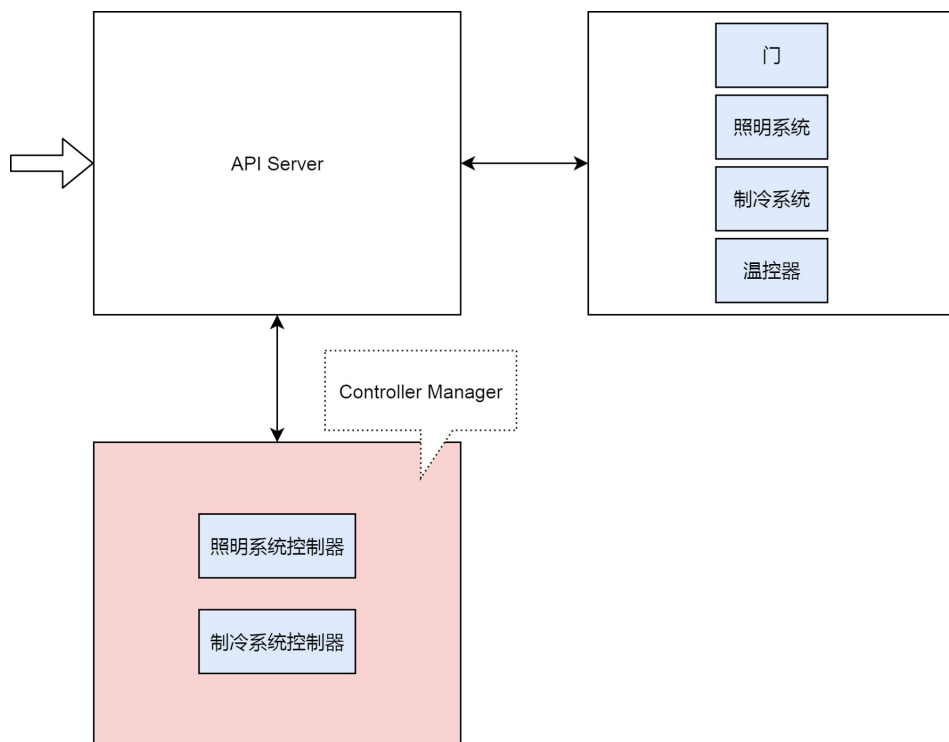 API Server
门
照明系统
制冷系统
温控器
Controller Manager
照明系统控制器
制冷系统控制器